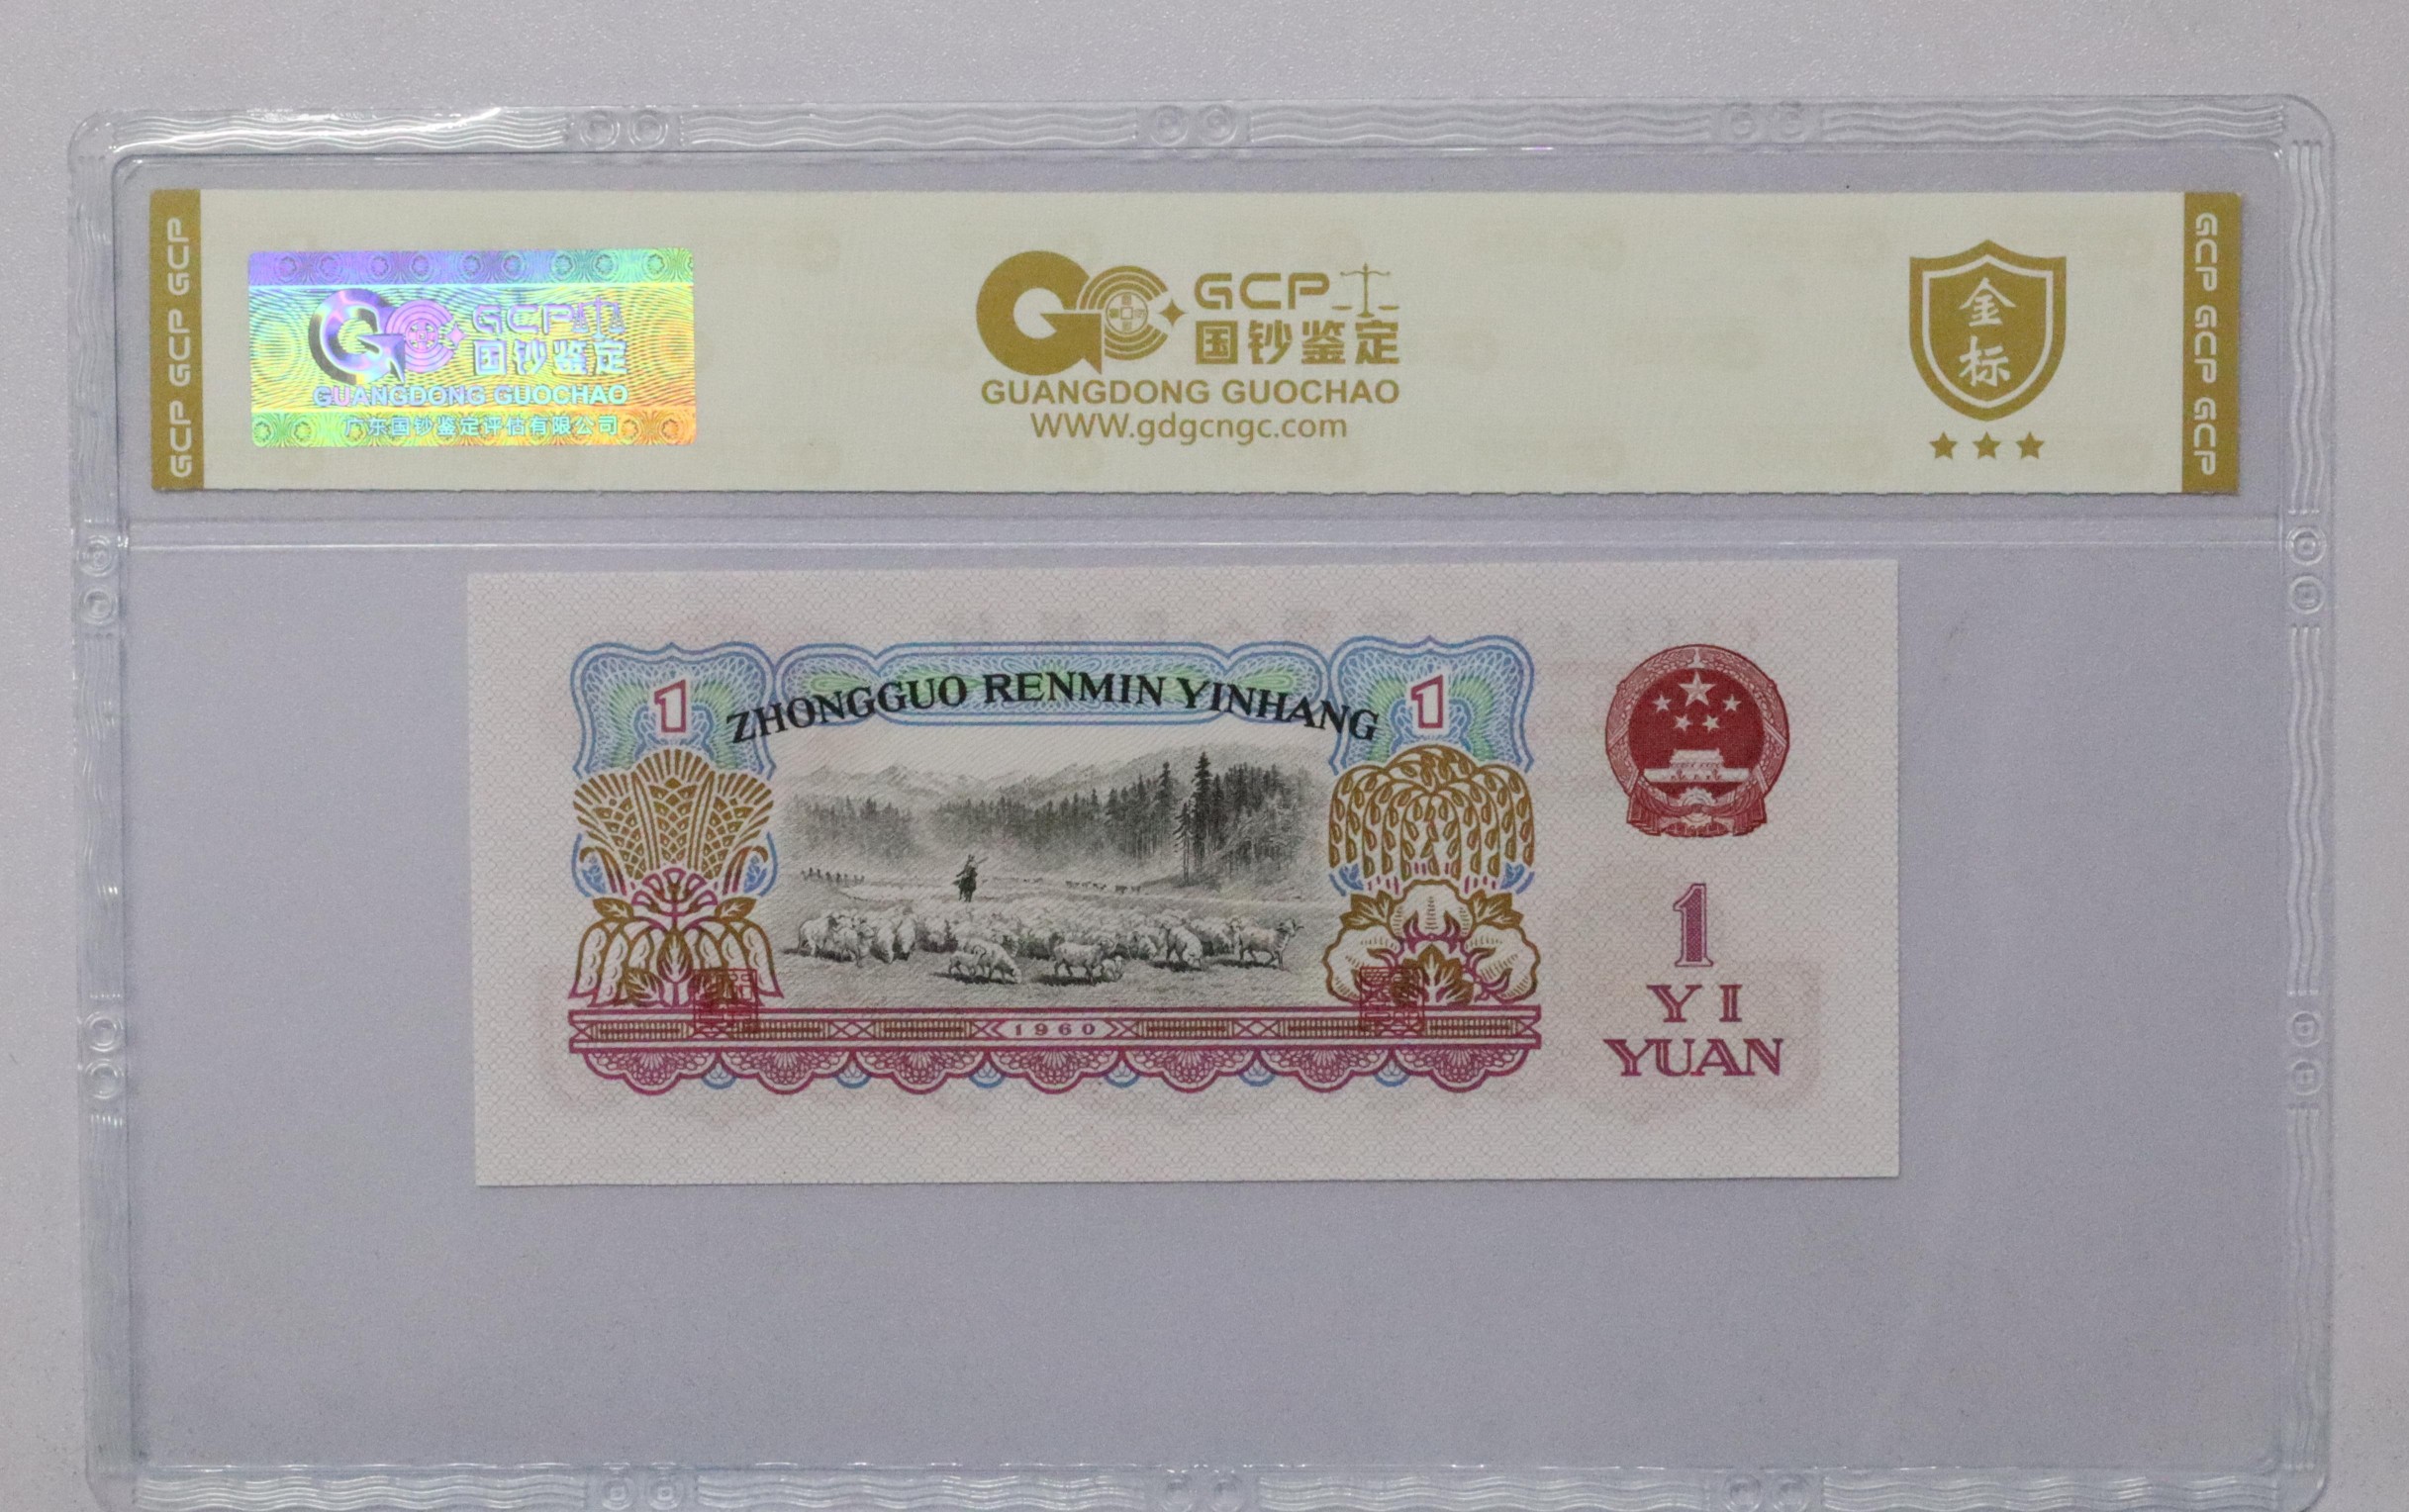 GCP GCP GCP
GCP
国钞鉴定
GUANGDONG GUOCHAO
广东国钞鉴定评估有限公司
GCP
国钞鉴定
GUANGDONG GUOCHAO
WWW.gdgcngc.com
金标
GCP GCP GCP
1
ZHONGGUO RENMIN YINHANG
1
1960
1
YI
YUAN